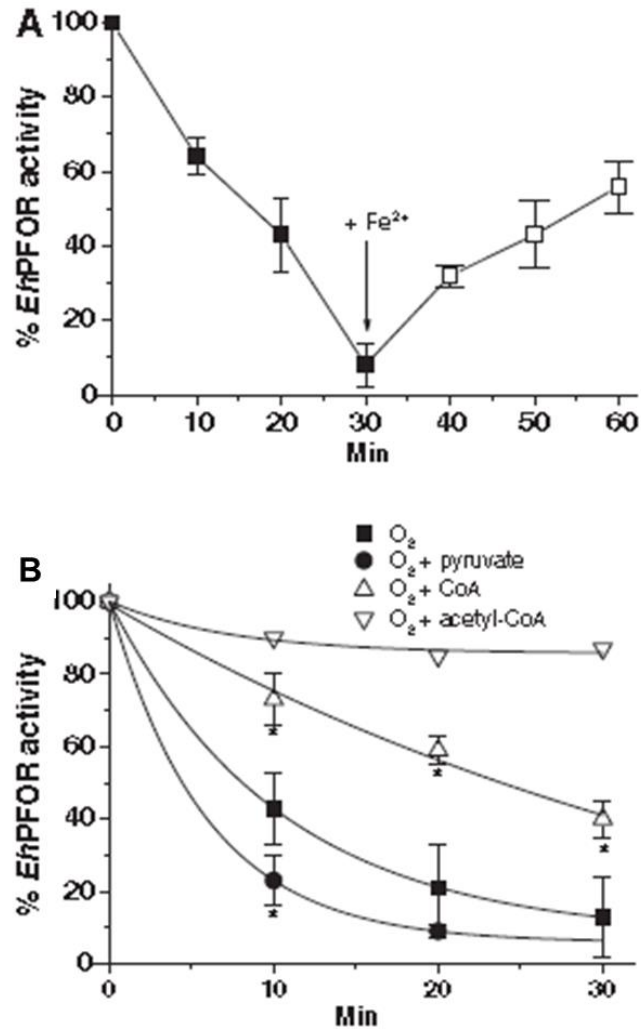 A
100
80
60
40
20
0
% EhPFOR activity
+ Fe²⁺
0 10 20 30 40 50 60
Min
B
O₂
O₂ + pyruvate
O₂ + CoA
O₂ + acetyl-CoA
100
80
60
40
20
0
% EhPFOR activity
*
*
*
*
0 10 20 30
Min